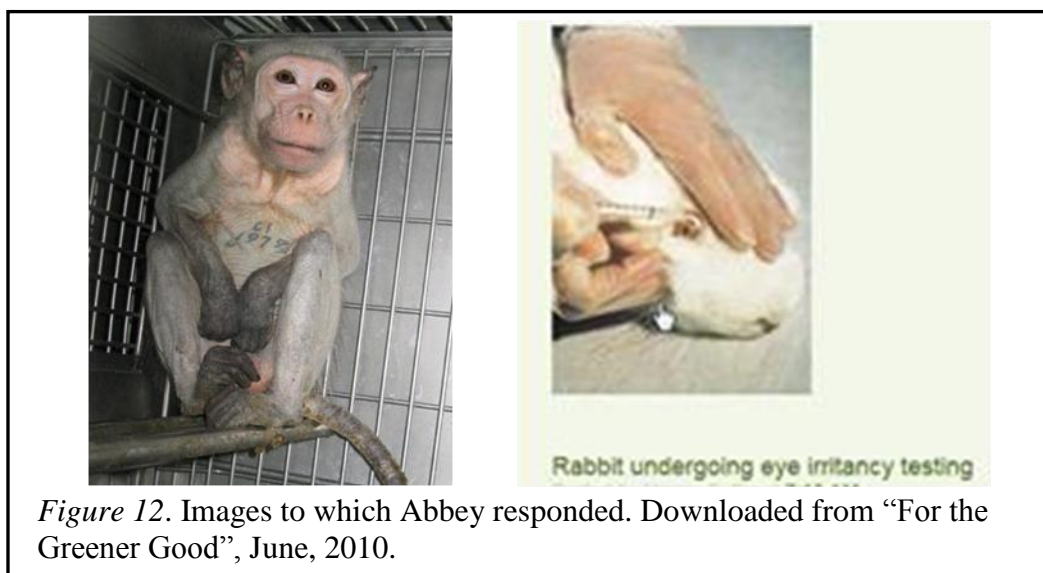 Rabbit undergoing eye irritancy testing
Figure 12. Images to which Abbey responded. Downloaded from “For the
Greener Good”, June, 2010.